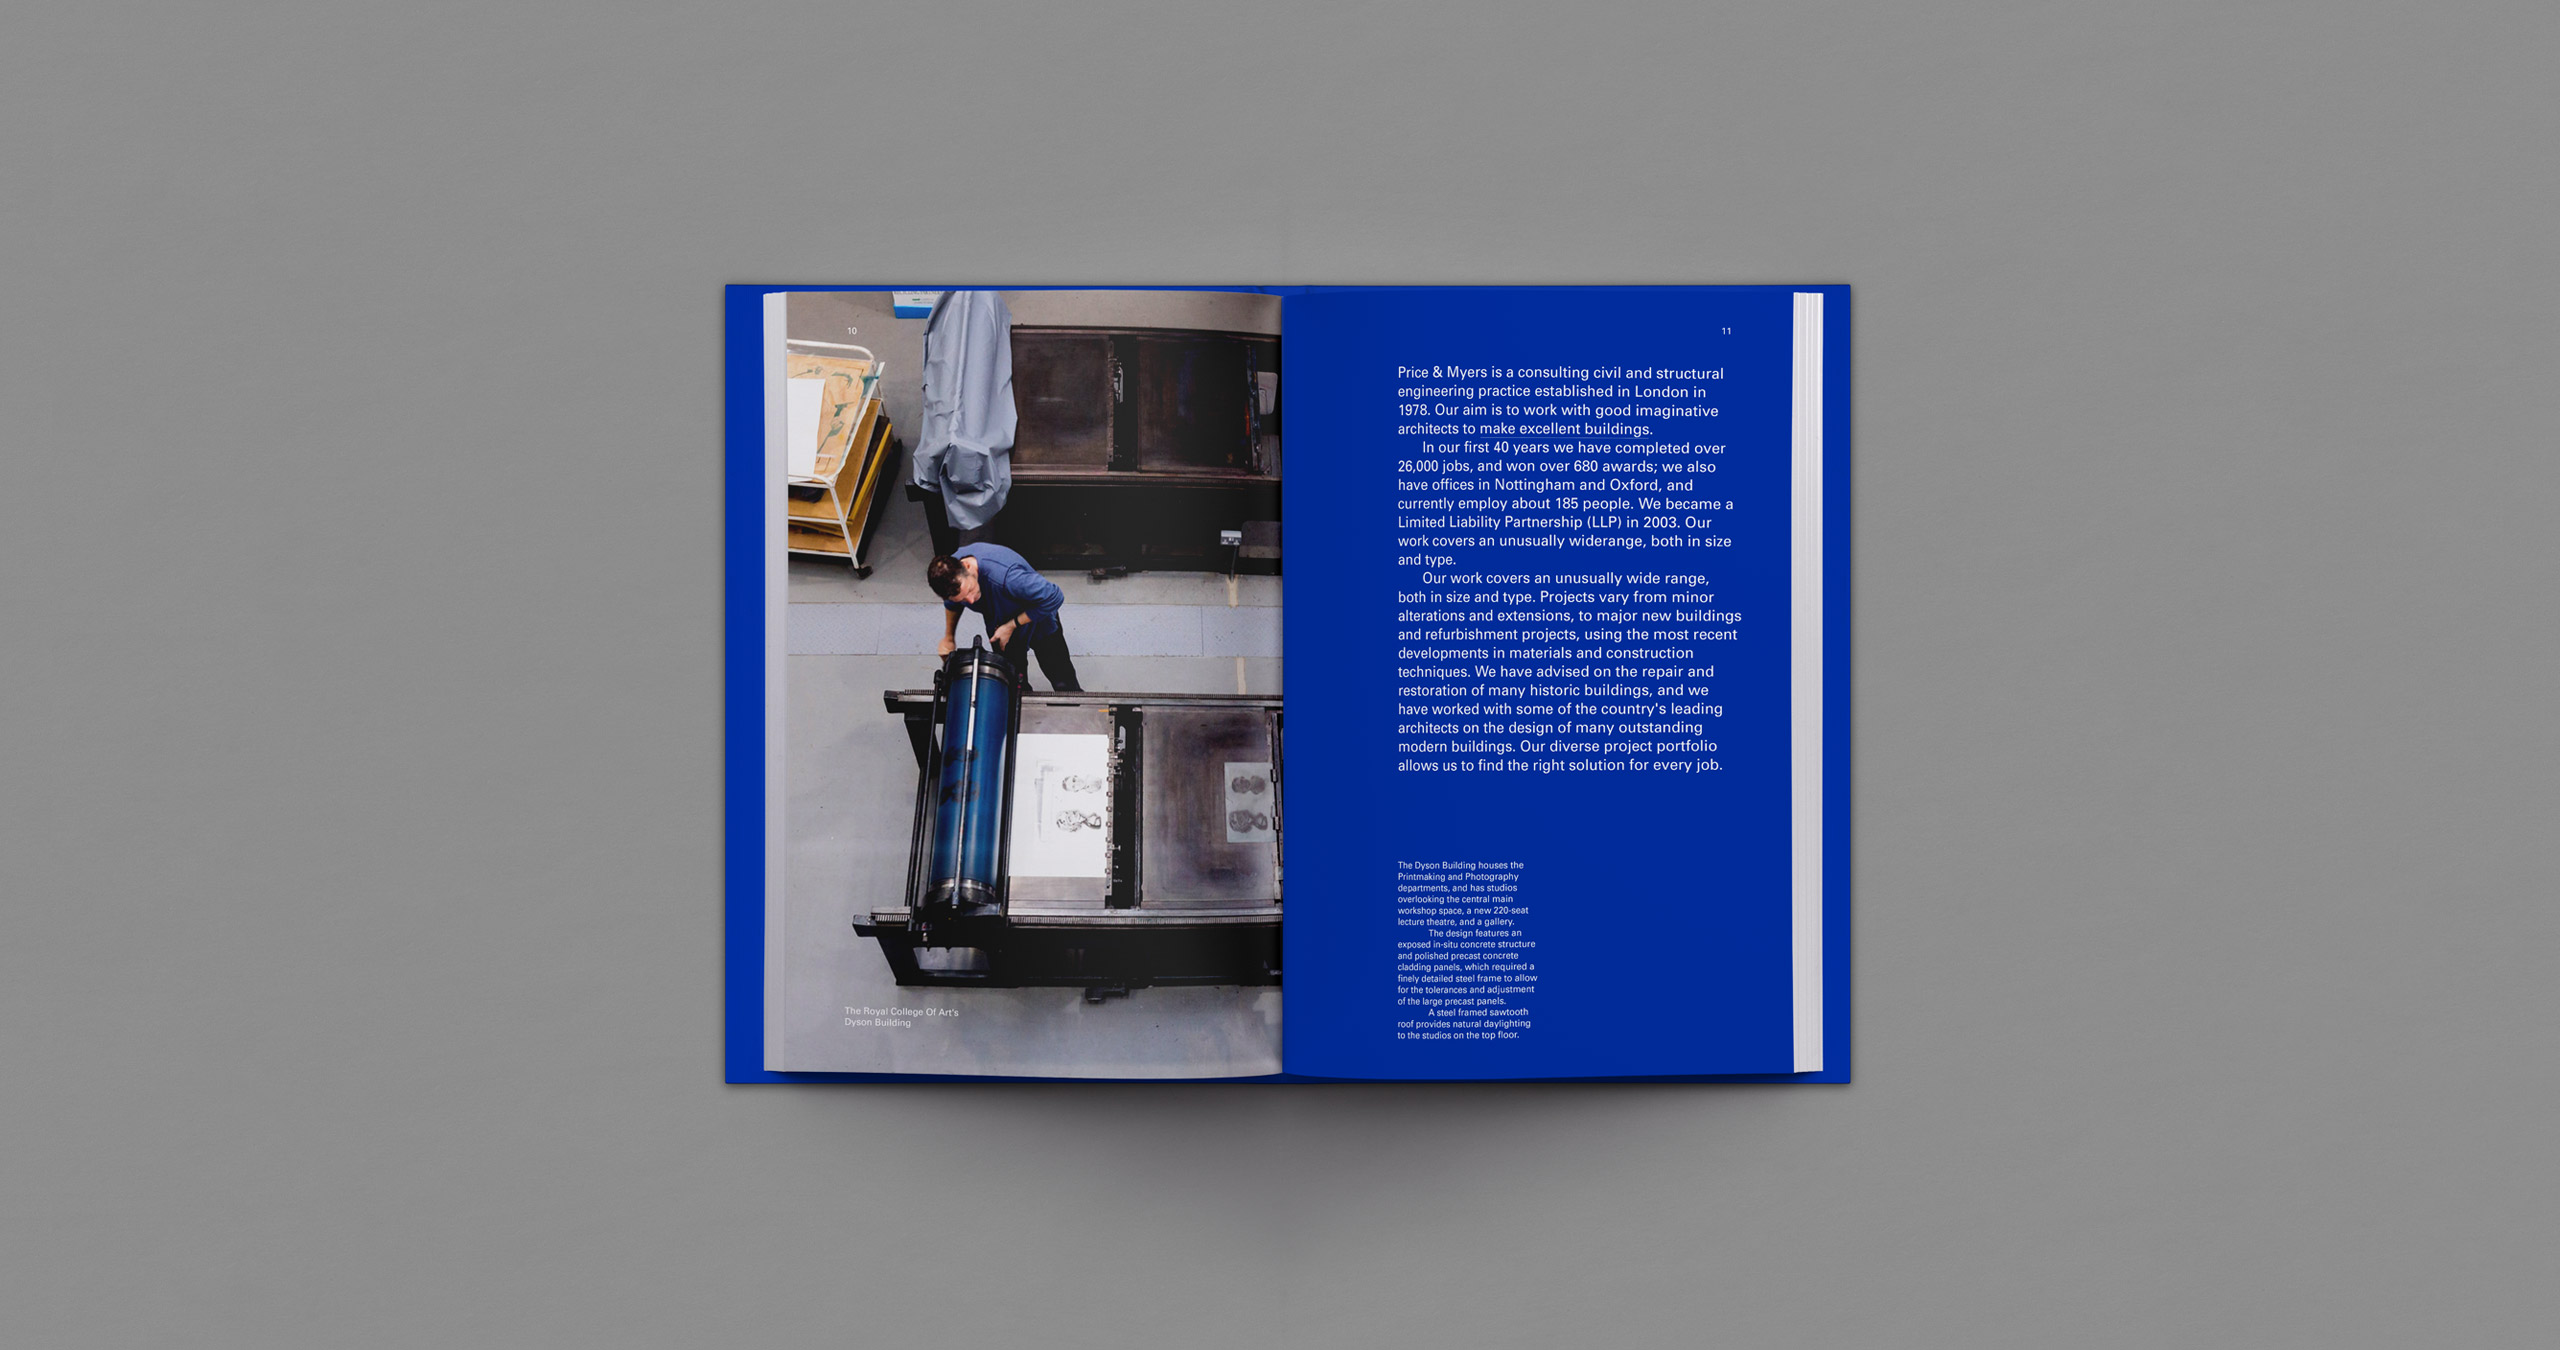 10
The Royal College Of Art's
Dyson Building
11
Price & Myers is a consulting civil and structural
engineering practice established in London in
1978. Our aim is to work with good imaginative
architects to make excellent buildings.
In our first 40 years we have completed over
26,000 jobs, and won over 680 awards; we also
have offices in Nottingham and Oxford, and
currently employ about 185 people. We became a
Limited Liability Partnership (LLP) in 2003. Our
work covers an unusually widerange, both in size
and type.
Our work covers an unusually wide range,
both in size and type. Projects vary from minor
alterations and extensions, to major new buildings
and refurbishment projects, using the most recent
developments in materials and construction
techniques. We have advised on the repair and
restoration of many historic buildings, and we
have worked with some of the country's leading
architects on the design of many outstanding
modern buildings. Our diverse project portfolio
allows us to find the right solution for every job.
The Dyson Building houses the
Printmaking and Photography
departments, and has studios
overlooking the central main
workshop space, a new 220-seat
lecture theatre, and a gallery.
The design features an
exposed in-situ concrete structure
and polished precast concrete
cladding panels, which required a
finely detailed steel frame to allow
for the tolerances and adjustment
of the large precast panels.
A steel framed sawtooth
roof provides natural daylighting
to the studios on the top floor.